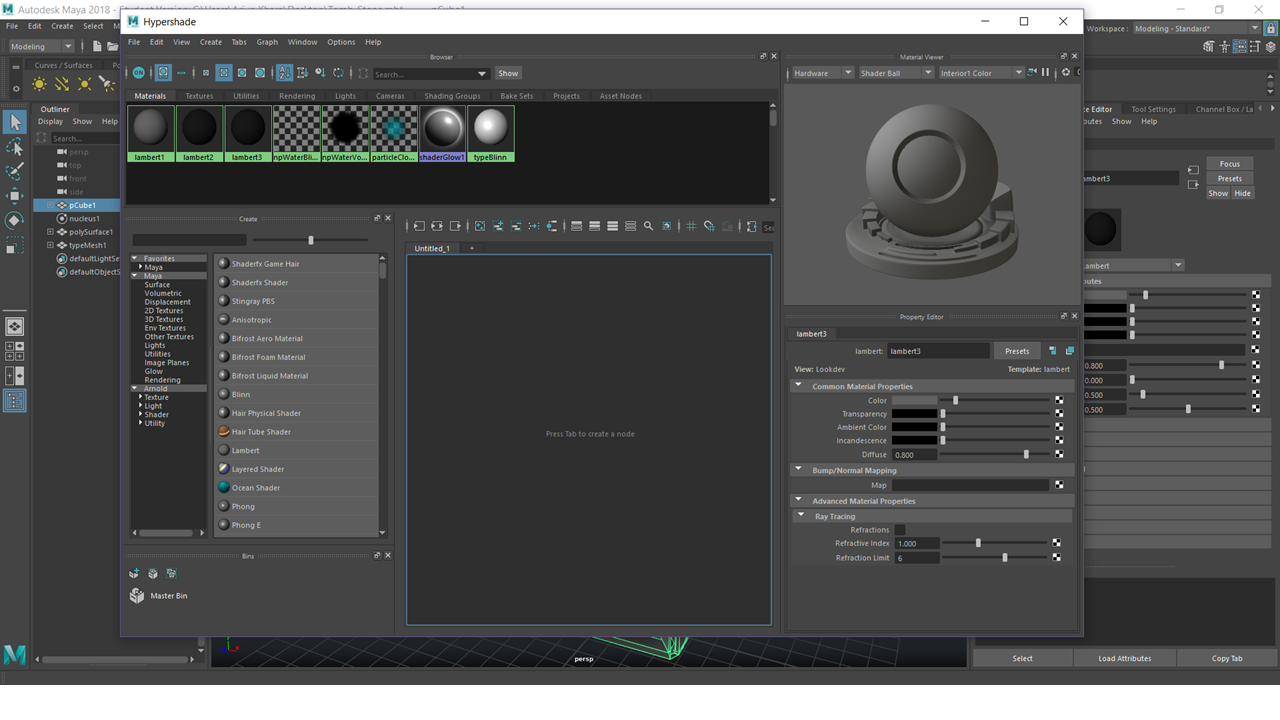 Autodesk Maya 2018
Hypershade
File Edit Create Select
Workspace : Modeling - Standard*
File Edit View Create Tabs Graph Window Options Help
Modeling
Browser
Material Viewer
Curves / Surfaces
Search...
Show
Hardware
Shader Ball
Interior1 Color
Materials Textures Utilities Rendering Lights Cameras Shading Groups Bake Sets Projects Asset Nodes
Outliner
Display Show Help
Search...
Tool Settings
Channel Box / La
Show Help
lambert1 lambert2 lambert3 npWaterBli... npWaterVo... particleClo... shaderGlow1 typeBlinn
persp
top
front
side
pCube1
nucleus1
polySurface1
typeMesh1
defaultLightSe
defaultObjectS
Focus
Presets
Show Hide
Create
Untitled_1
+
Favorites
Maya
Maya
Surface
Volumetric
Displacement
2D Textures
3D Textures
Env Textures
Other Textures
Lights
Utilities
Image Planes
Glow
Rendering
Arnold
Texture
Light
Shader
Utility
Shaderfx Game Hair
Shaderfx Shader
Stingray PBS
Anisotropic
Bifrost Aero Material
Bifrost Foam Material
Bifrost Liquid Material
Blinn
Hair Physical Shader
Hair Tube Shader
Lambert
Layered Shader
Ocean Shader
Phong
Phong E
Press Tab to create a node
Bins
Master Bin
Property Editor
lambert3
lambert: lambert3
Presets
View: Lookdev
Template: lambert
Common Material Properties
Color
Transparency
Ambient Color
Incandescence
Diffuse 0.800
Bump/Normal Mapping
Map
Advanced Material Properties
Ray Tracing
Refractions
Refractive Index 1.000
Refraction Limit 6
0.800
0.000
0.500
0.500
persp
Select
Load Attributes
Copy Tab